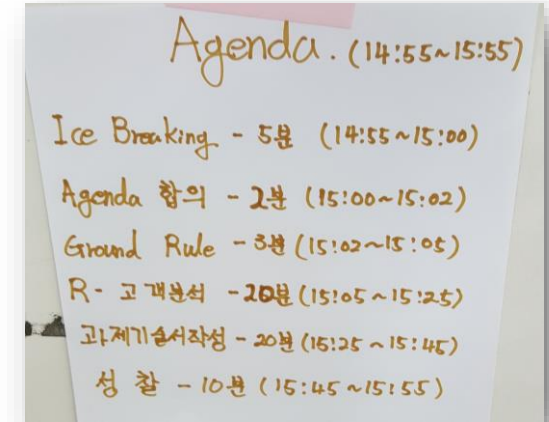 Agenda. (14:55~15:55)
Ice Breaking - 5분 (14:55~15:00)
Agenda 합의 - 2분 (15:00~15:02)
Ground Rule - 3분 (15:02~15:05)
R- 고객분석 - 20분 (15:05~15:25)
과제기술서작성 - 20분 (15:25~15:45)
성찰 - 10분 (15:45~15:55)